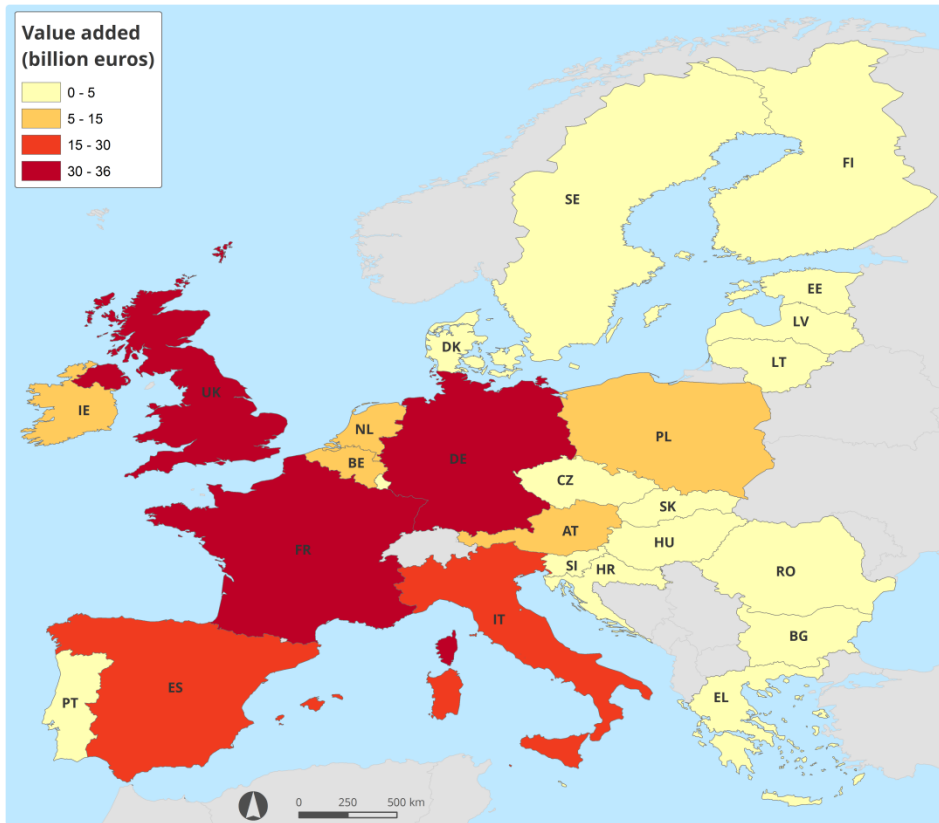 Value added
(billion euros)
0 - 5
5 - 15
15 - 30
30 - 36
FI
SE
EE
LV
DK
LT
UK
IE
NL
PL
BE
DE
CZ
SK
AT
HU
FR
SI
HR
RO
IT
BG
ES
PT
EL
0 250 500 km